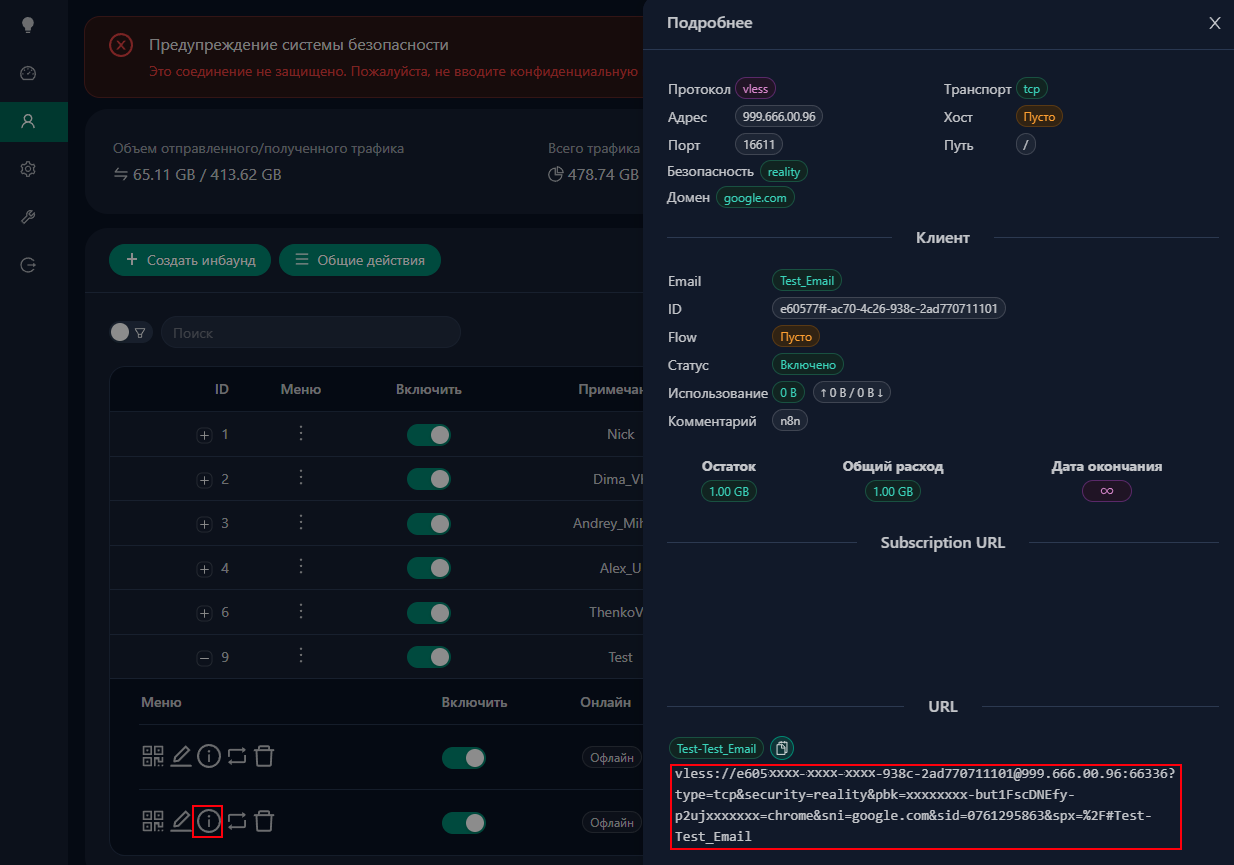 Предупреждение системы безопасности
Это соединение не защищено. Пожалуйста, не вводите конфиденциальную
Объем отправленного/полученного трафика
65.11 GB / 413.62 GB
Всего трафика
478.74 GB
Создать инбаунд
Общие действия
Поиск
ID Меню Включить Примечан
1 Nick
2 Dima_Vl
3 Andrey_Mih
4 Alex_U
6 ThenkoV
9 Test
Меню Включить Онлайн
Офлайн
Офлайн
Подробнее
Протокол vless
Адрес 999.666.00.96
Порт 16611
Транспорт tcp
Хост Пусто
Путь /
Безопасность reality
Домен google.com
Клиент
Email Test_Email
ID e60577ff-ac70-4c26-938c-2ad770711101
Flow Пусто
Статус Включено
Использование 0 B ↑ 0 B / 0 B ↓
Комментарий n8n
Остаток Общий расход Дата окончания
1.00 GB 1.00 GB ∞
Subscription URL
URL
Test-Test_Email
vless://e605xxxx-xxxx-xxxx-938c-2ad770711101@999.666.00.96:66336?
type=tcp&security=reality&pbk=xxxxxxxx-but1FscDNEfy-
p2ujxxxxxxx=chrome&sni=google.com&sid=0761295863&spx=%2F#Test-
Test_Email